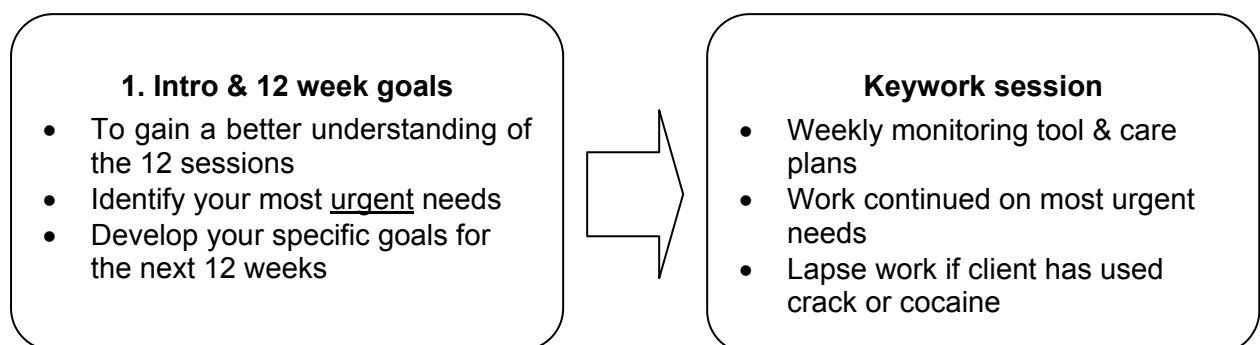 1. Intro & 12 week goals
• To gain a better understanding of
the 12 sessions
• Identify your most urgent needs
• Develop your specific goals for
the next 12 weeks
Keywork session
• Weekly monitoring tool & care
plans
• Work continued on most urgent
needs
• Lapse work if client has used
crack or cocaine